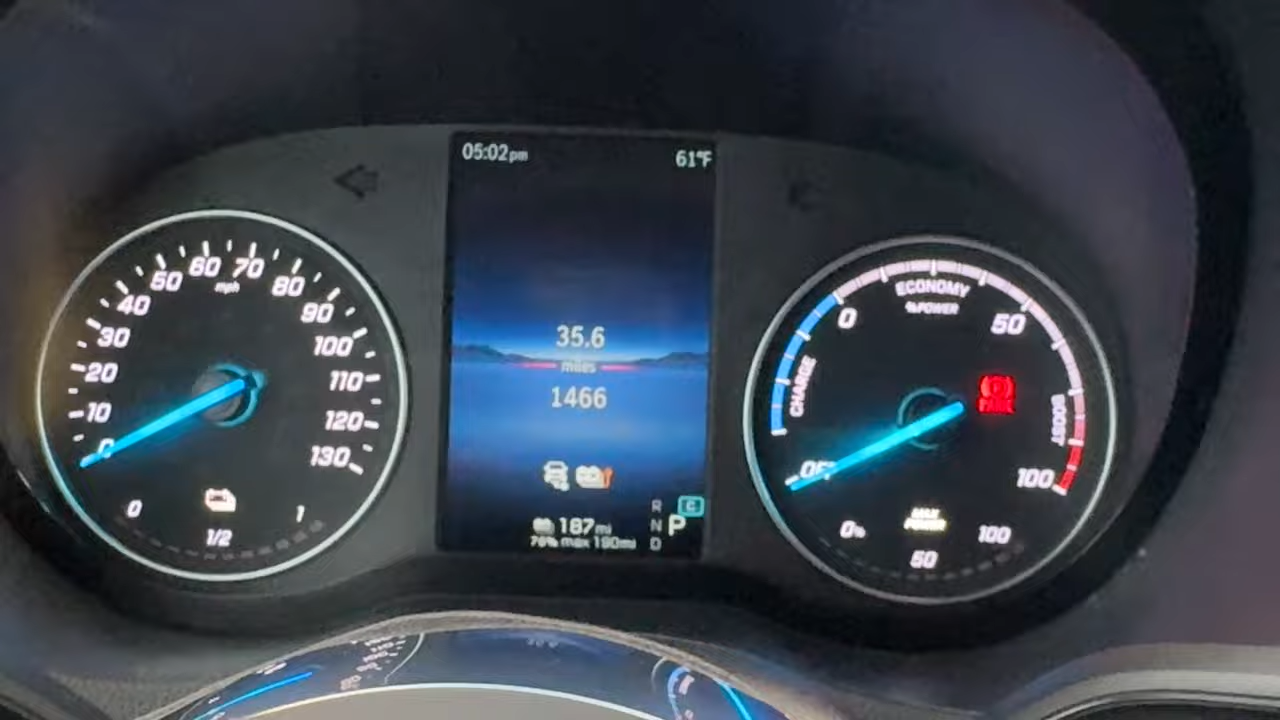 05:02pm
61°F
35.6
miles
1466
187mi
78% max 190mi
R
N P
D
C
0
10
20
30
40
50
60
70
80
90
100
110
120
130
mph
0
1/2
1
CHARGE
0
ECONOMY
%POWER
50
BOOST
100
OFF
PARK
0%
MAX
POWER
50
100